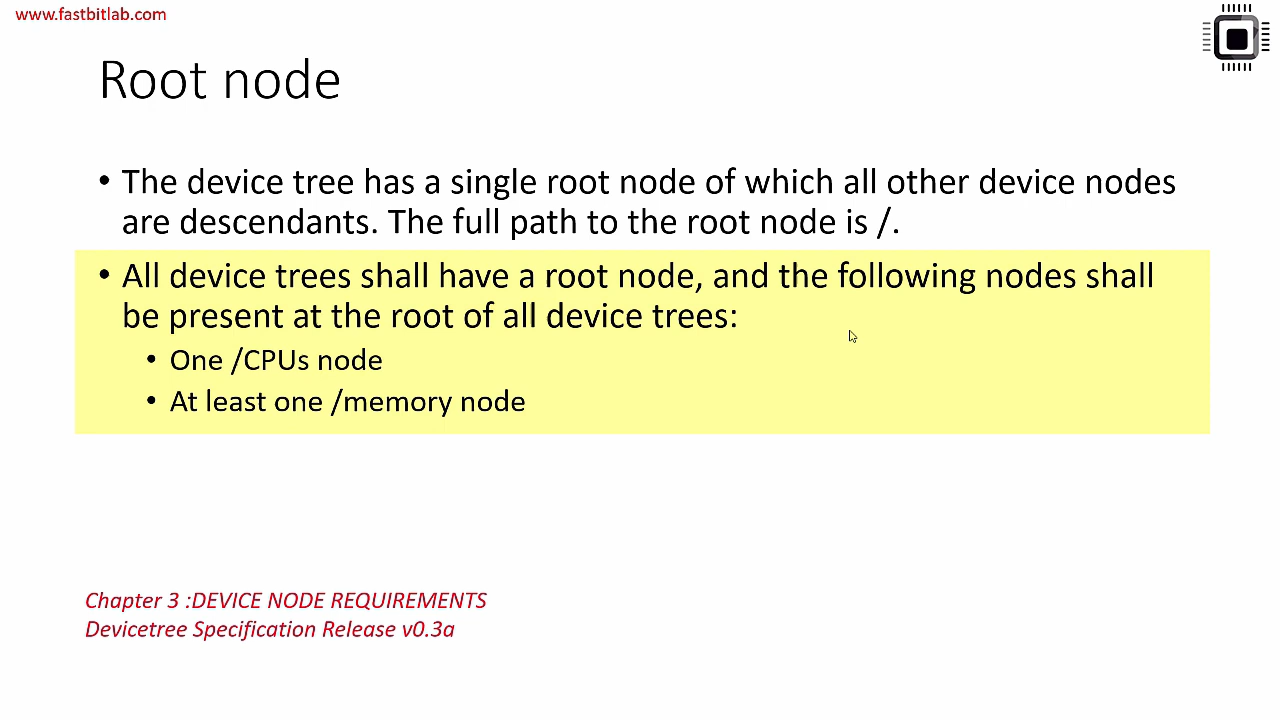 www.fastbitlab.com
Root node
• The device tree has a single root node of which all other device nodes
are descendants. The full path to the root node is /.
• All device trees shall have a root node, and the following nodes shall
be present at the root of all device trees:
• One /CPUs node
• At least one /memory node
Chapter 3 :DEVICE NODE REQUIREMENTS
Devicetree Specification Release v0.3a